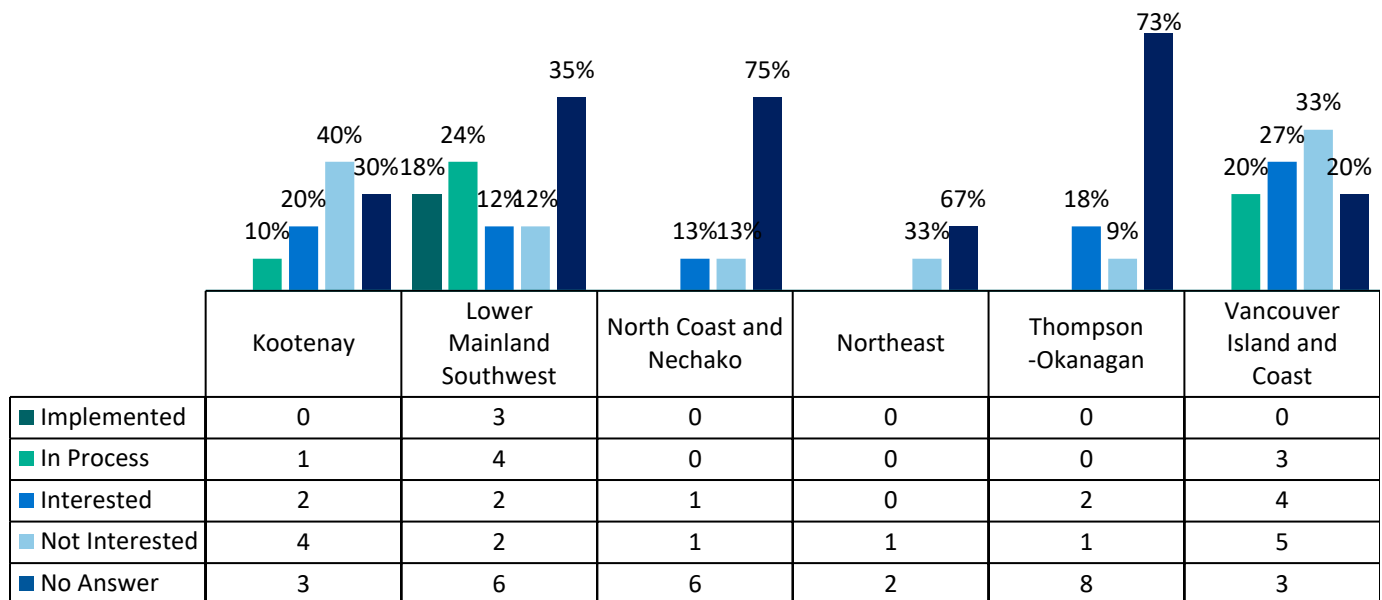 10%
20%
40%
30%
18%
24%
12%
12%
35%
13%
13%
75%
33%
67%
18%
9%
73%
20%
27%
33%
20%
Kootenay
Lower
Mainland
Southwest
North Coast and
Nechako
Northeast
Thompson
-Okanagan
Vancouver
Island and
Coast
Implemented 0 3 0 0 0 0
In Process 1 4 0 0 0 3
Interested 2 2 1 0 2 4
Not Interested 4 2 1 1 1 5
No Answer 3 6 6 2 8 3